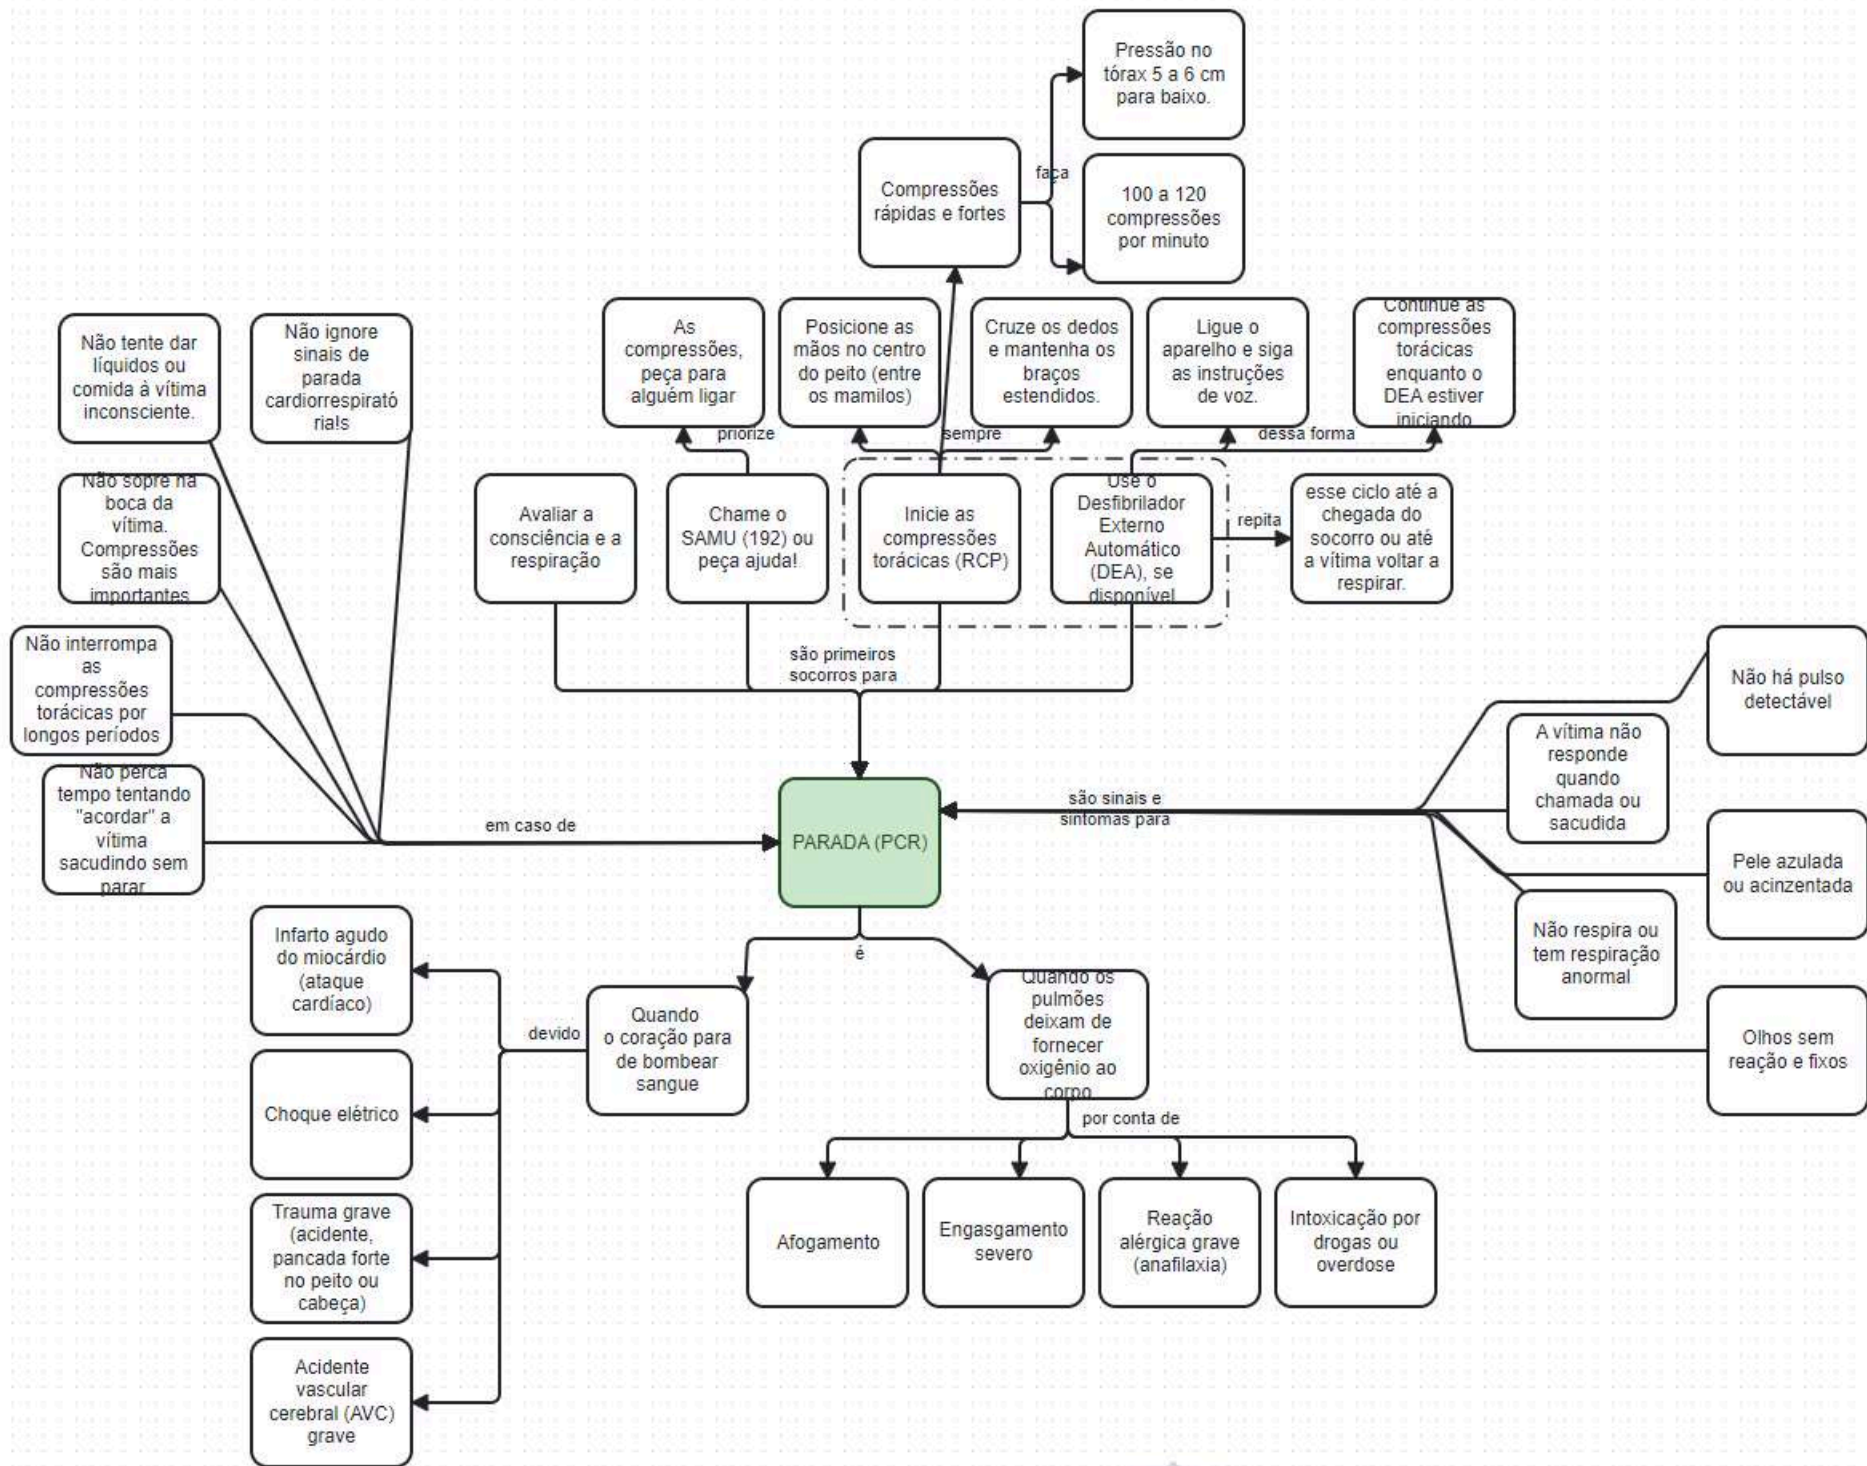 Pressão no
tórax 5 a 6 cm
para baixo.
faça
Compressões
rápidas e fortes
100 a 120
compressões
por minuto
Não tente dar
líquidos ou
comida à vítima
inconsciente.
Não ignore
sinais de
parada
cardiorrespirató
ria!s
As
compressões,
peça para
alguém ligar
Posicione as
mãos no centro
do peito (entre
os mamilos)
Cruze os dedos
e mantenha os
braços
estendidos.
Ligue o
aparelho e siga
as instruções
de voz.
Continue as
compressões
torácicas
enquanto o
DEA estiver
iniciando
priorize
sempre
dessa forma
Não sopre na
boca da
vítima.
Compressões
são mais
importantes
Avaliar a
consciência e a
respiração
Chame o
SAMU (192) ou
peça ajuda!
Inicie as
compressões
torácicas (RCP)
Use o
Desfibrilador
Externo
Automático
(DEA), se
disponível
repita
esse ciclo até a
chegada do
socorro ou até
a vítima voltar a
respirar.
são primeiros
socorros para
Não interrompa
as
compressões
torácicas por
longos períodos
Não perca
tempo tentando
"acordar" a
vítima
sacudindo sem
parar
em caso de
PARADA (PCR)
são sinais e
sintomas para
Não há pulso
detectável
A vítima não
responde
quando
chamada ou
sacudida
Pele azulada
ou acinzentada
Não respira ou
tem respiração
anormal
Olhos sem
reação e fixos
é
Quando
o coração para
de bombear
sangue
devido
Infarto agudo
do miocárdio
(ataque
cardíaco)
Choque elétrico
Trauma grave
(acidente,
pancada forte
no peito ou
cabeça)
Acidente
vascular
cerebral (AVC)
grave
Quando os
pulmões
deixam de
fornecer
oxigênio ao
corpo
por conta de
Afogamento
Engasgamento
severo
Reação
alérgica grave
(anafilaxia)
Intoxicação por
drogas ou
overdose